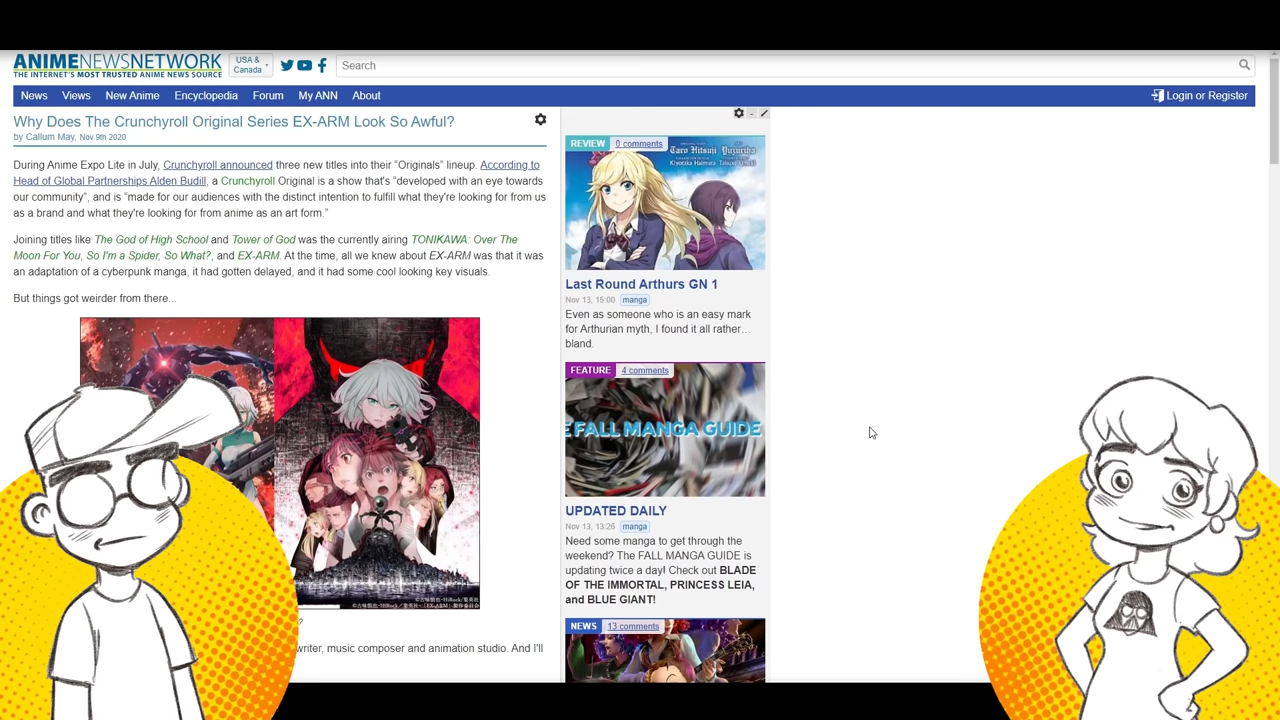 ANIMENEWSNETWORK
THE INTERNET'S MOST TRUSTED ANIME NEWS SOURCE
USA &
Canada
Search
News Views New Anime Encyclopedia Forum My ANN About
Login or Register
Why Does The Crunchyroll Original Series EX-ARM Look So Awful?
by Callum May, Nov 9th 2020
During Anime Expo Lite in July, Crunchyroll announced three new titles into their “Originals” lineup. According to
Head of Global Partnerships Alden Budill, a Crunchyroll Original is a show that's “developed with an eye towards
our community”, and is “made for our audiences with the distinct intention to fulfill what they're looking for from us
as a brand and what they're looking for from anime as an art form.”
Joining titles like The God of High School and Tower of God was the currently airing TONIKAWA: Over The
Moon For You, So I'm a Spider, So What?, and EX-ARM. At the time, all we knew about EX-ARM was that it was
an adaptation of a cyberpunk manga, it had gotten delayed, and it had some cool looking key visuals.
But things got weirder from there...
?
writer, music composer and animation studio. And I'll
REVIEW 0 comments
Taro Hitsuji Yuzuriha
Kiyotaka Haimura
Last Round Arthurs GN 1
Nov 13, 15:00 manga
Even as someone who is an easy mark
for Arthurian myth, I found it all rather…
bland.
FEATURE 4 comments
E FALL MANGA GUIDE
UPDATED DAILY
Nov 13, 13:26 manga
Need some manga to get through the
weekend? The FALL MANGA GUIDE is
updating twice a day! Check out BLADE
OF THE IMMORTAL, PRINCESS LEIA,
and BLUE GIANT!
NEWS 13 comments